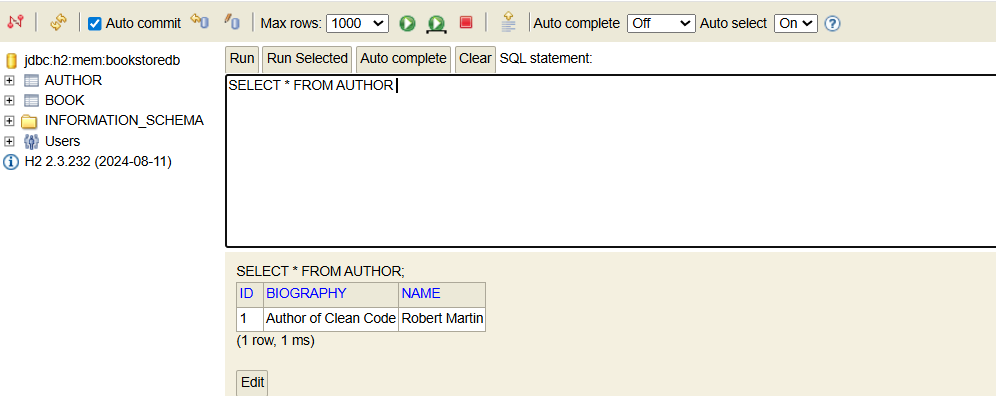 Auto commit Max rows: 1000 Auto complete Off Auto select On
jdbc:h2:mem:bookstoredb
AUTHOR
BOOK
INFORMATION_SCHEMA
Users
H2 2.3.232 (2024-08-11)
Run Run Selected Auto complete Clear SQL statement:
SELECT * FROM AUTHOR
SELECT * FROM AUTHOR;
ID BIOGRAPHY NAME
1 Author of Clean Code Robert Martin
(1 row, 1 ms)
Edit